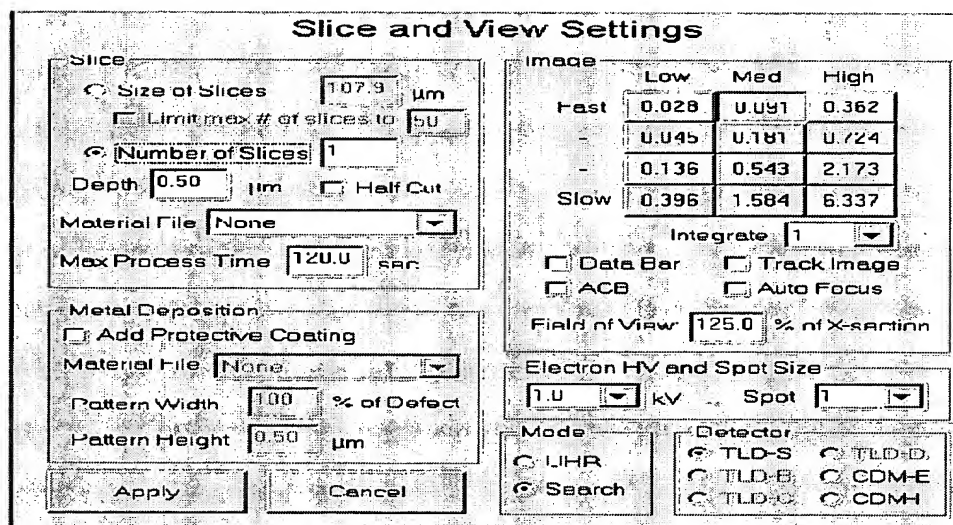 Slice and View Settings
Slice
Size of Slices 107.9 µm
Limit max # of slices to 50
Number of Slices 1
Depth 0.50 µm Half Cut
Material File None
Max Process Time 120.0 sec
Metal Deposition
Add Protective Coating
Material File None
Pattern Width 100 % of Defect
Pattern Height 0.50 µm
Apply Cancel
Image
Low Med High
Fast 0.028 0.091 0.362
- 0.045 0.181 0.724
- 0.136 0.543 2.173
Slow 0.396 1.584 6.337
Integrate 1
Data Bar Track Image
ACB Auto Focus
Field of View: 125.0 % of X-section
Electron HV and Spot Size
1.0 kV Spot 1
Mode
UHR
Search
Detector
TLD-S TLD-D
TLD-B CDM-E
TLD-C CDM-I